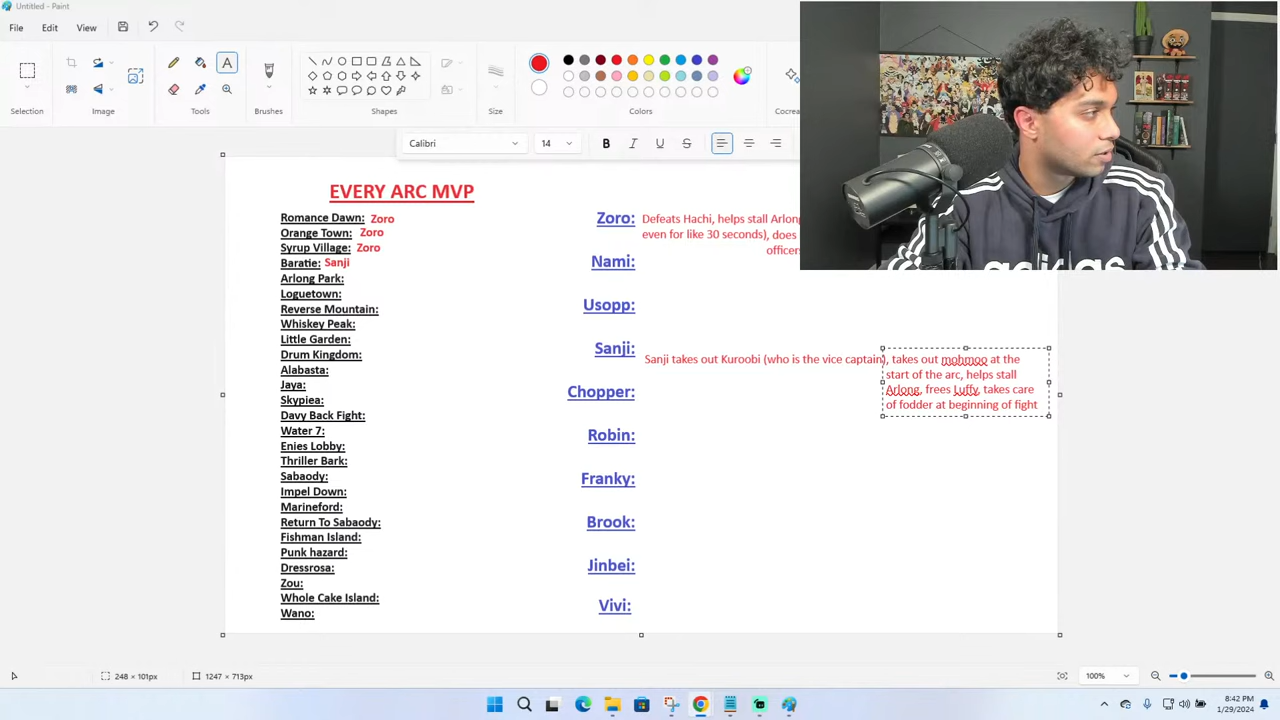 Untitled - Paint
File Edit View
A
Selection Image Tools Brushes Shapes Colors
Calibri 14 B I U S
EVERY ARC MVP
Romance Dawn: Zoro
Orange Town: Zoro
Syrup Village: Zoro
Baratie: Sanji
Arlong Park:
Loguetown:
Reverse Mountain:
Whiskey Peak:
Little Garden:
Drum Kingdom:
Alabasta:
Jaya:
Skypiea:
Davy Back Fight:
Water 7:
Enies Lobby:
Thriller Bark:
Sabaody:
Impel Down:
Marineford:
Return To Sabaody:
Fishman Island:
Punk hazard:
Dressrosa:
Zou:
Whole Cake Island:
Wano:
Zoro: Defeats Hachi, helps stall Arlong
even for like 30 seconds), does
officers
Nami:
Usopp:
Sanji: Sanji takes out Kuroobi (who is the vice captain), takes out mohmoo at the
start of the arc, helps stall
Arlong, frees Luffy, takes care
of fodder at beginning of fight
Chopper:
Robin:
Franky:
Brook:
Jinbei:
Vivi:
adidas
248 × 101px 1247 × 713px 100%
8:42 PM
1/29/2024